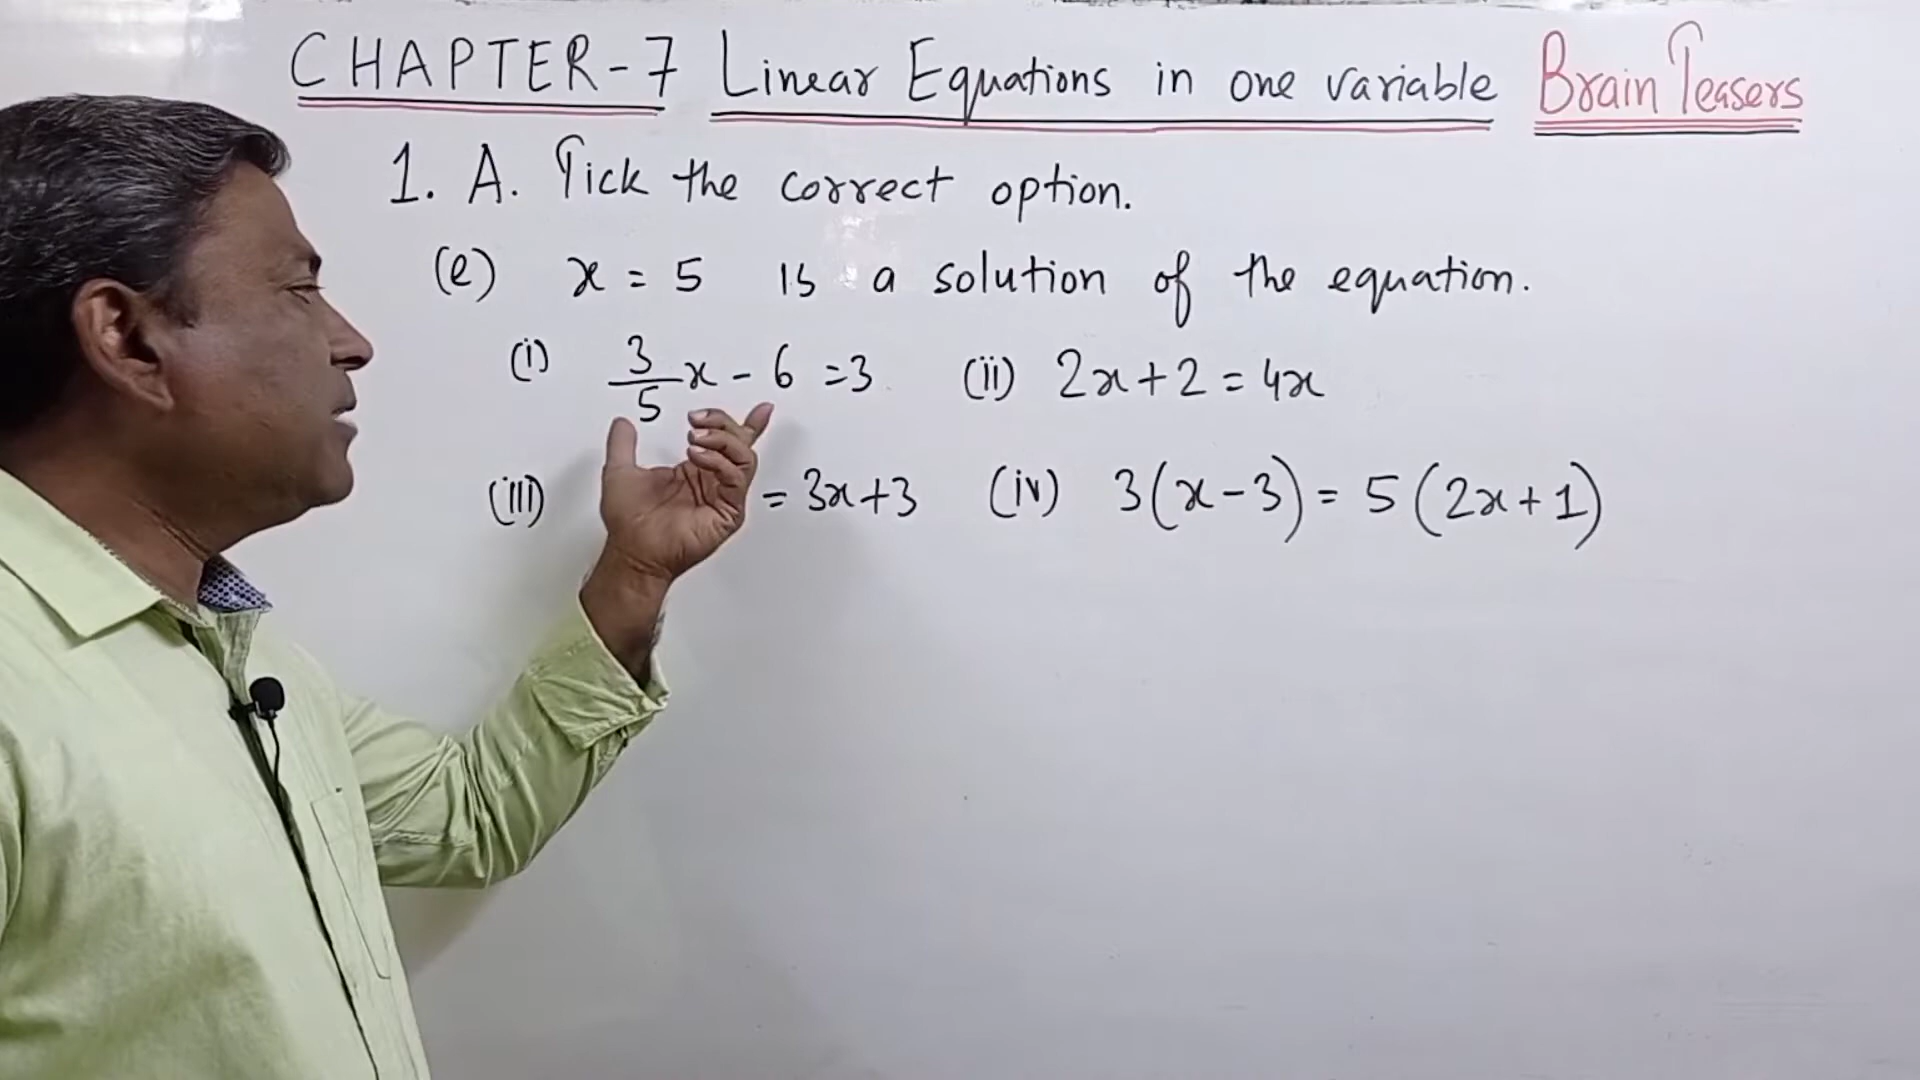 CHAPTER-7 Linear Equations in one variable Brain Teasers
1. A. Tick the correct option.
(e) x = 5 is a solution of the equation.
(i) 3/5 x - 6 = 3 (ii) 2x + 2 = 4x
(iii) = 3x + 3 (iv) 3(x - 3) = 5(2x + 1)